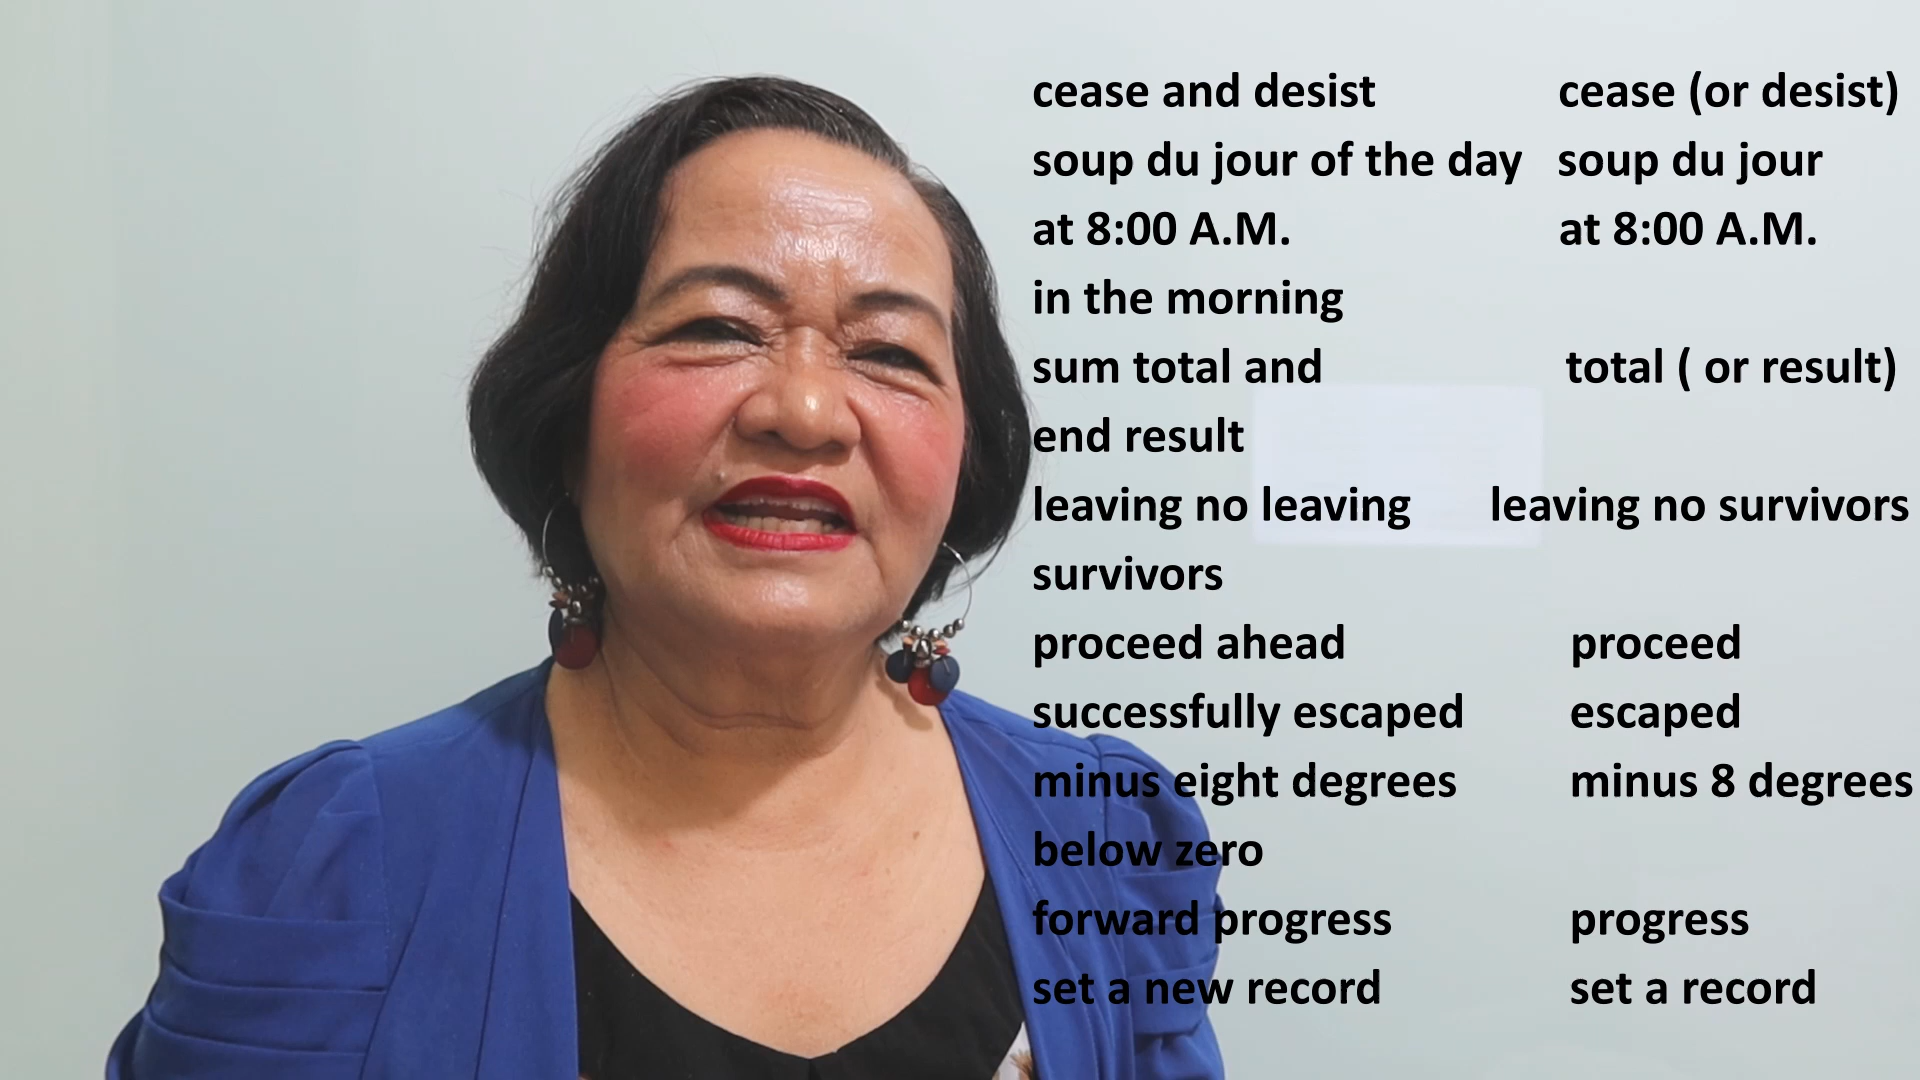 cease and desist cease (or desist)
soup du jour of the day soup du jour
at 8:00 A.M. at 8:00 A.M.
in the morning
sum total and total ( or result)
end result
leaving no leaving leaving no survivors
survivors
proceed ahead proceed
successfully escaped escaped
minus eight degrees minus 8 degrees
below zero
forward progress progress
set a new record set a record